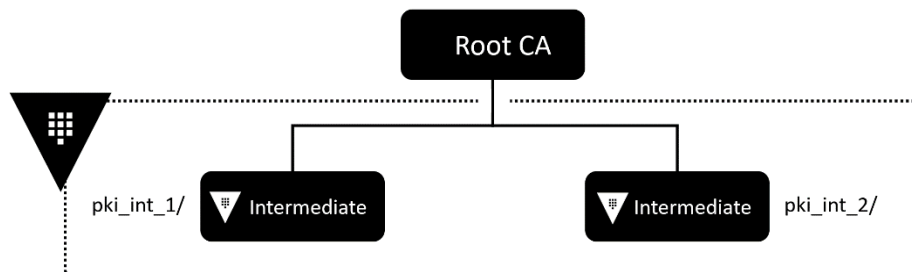 Root CA
pki_int_1/
Intermediate
Intermediate
pki_int_2/